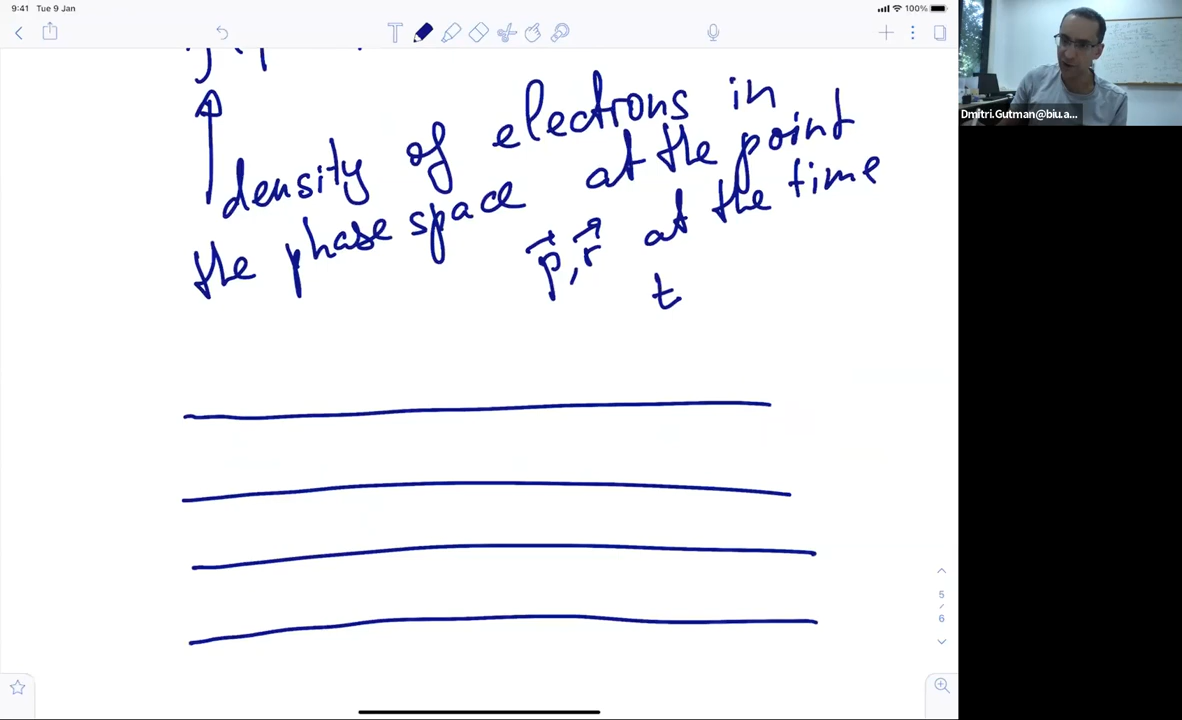 9:41 Tue 9 Jan
100%
T
Dmitri.Gutman@biu.a...
density of electrons in
the phase space at the point
p⃗, r⃗ at the time
t
5
/
6